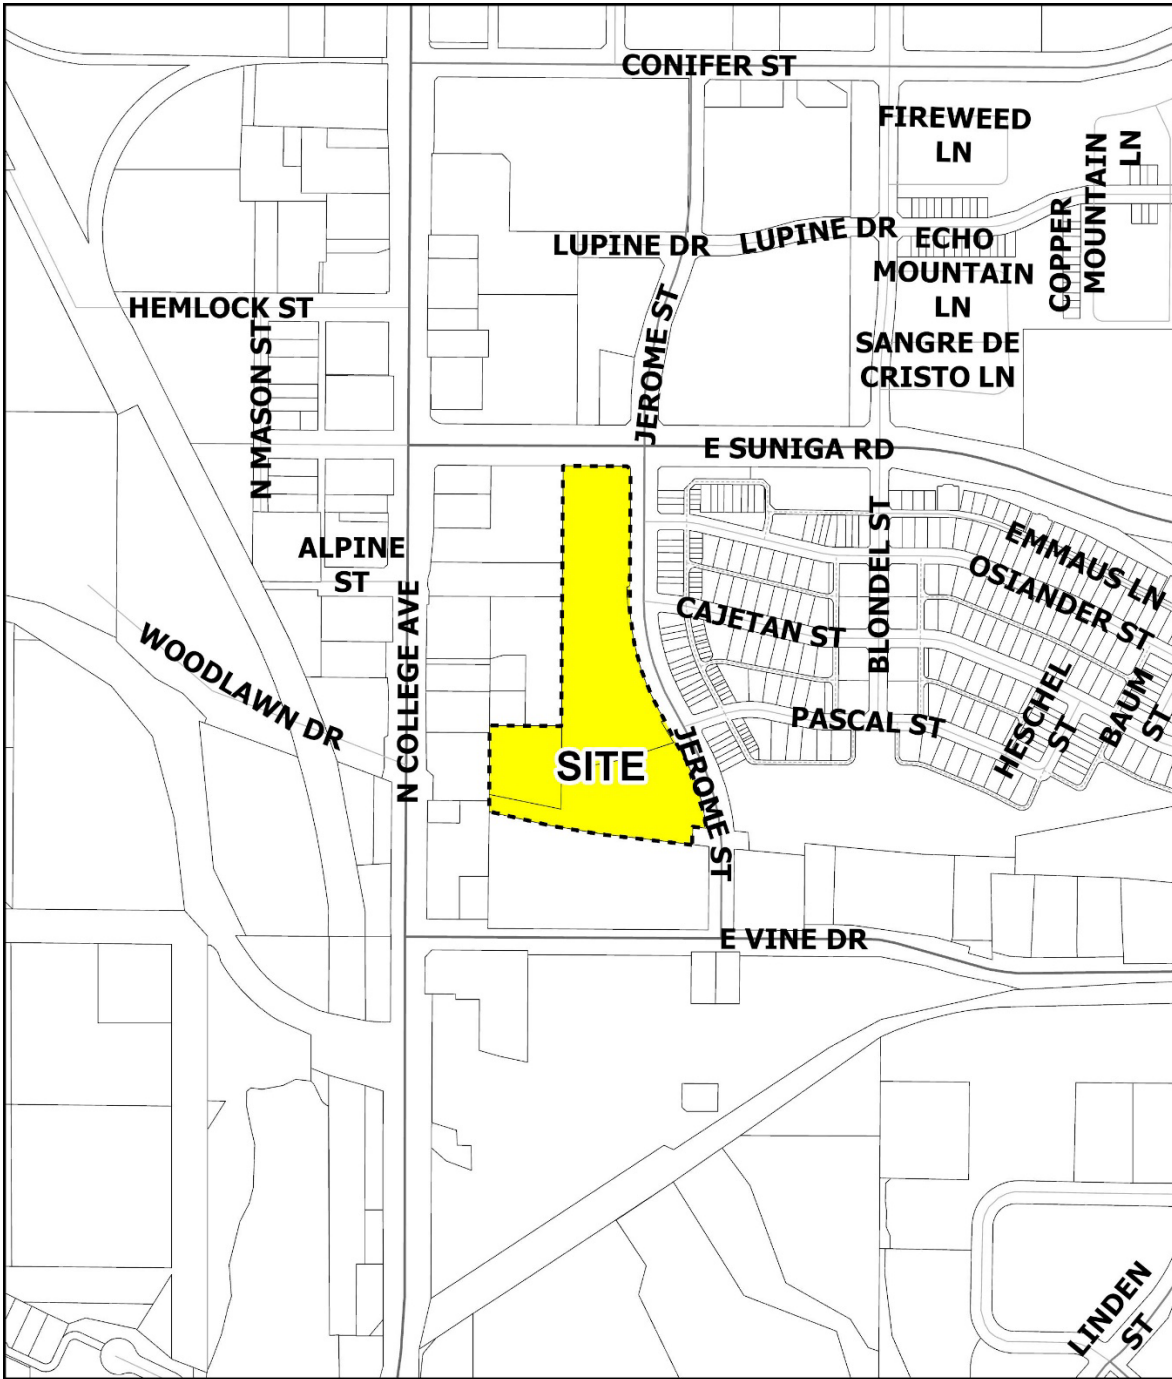 CONIFER ST
FIREWEED
LN
COPPER
MOUNTAIN
LN
LUPINE DR
LUPINE DR
ECHO
MOUNTAIN
LN
HEMLOCK ST
JEROME ST
SANGRE DE
CRISTO LN
N MASON ST
E SUNIGA RD
ALPINE
ST
BLONDEL ST
EMMAUS LN
OSIANDER ST
N COLLEGE AVE
CAJETAN ST
WOODLAWN DR
PASCAL ST
HESCHEL
ST
BAUM
ST
SITE
JEROME ST
E VINE DR
LINDEN
ST